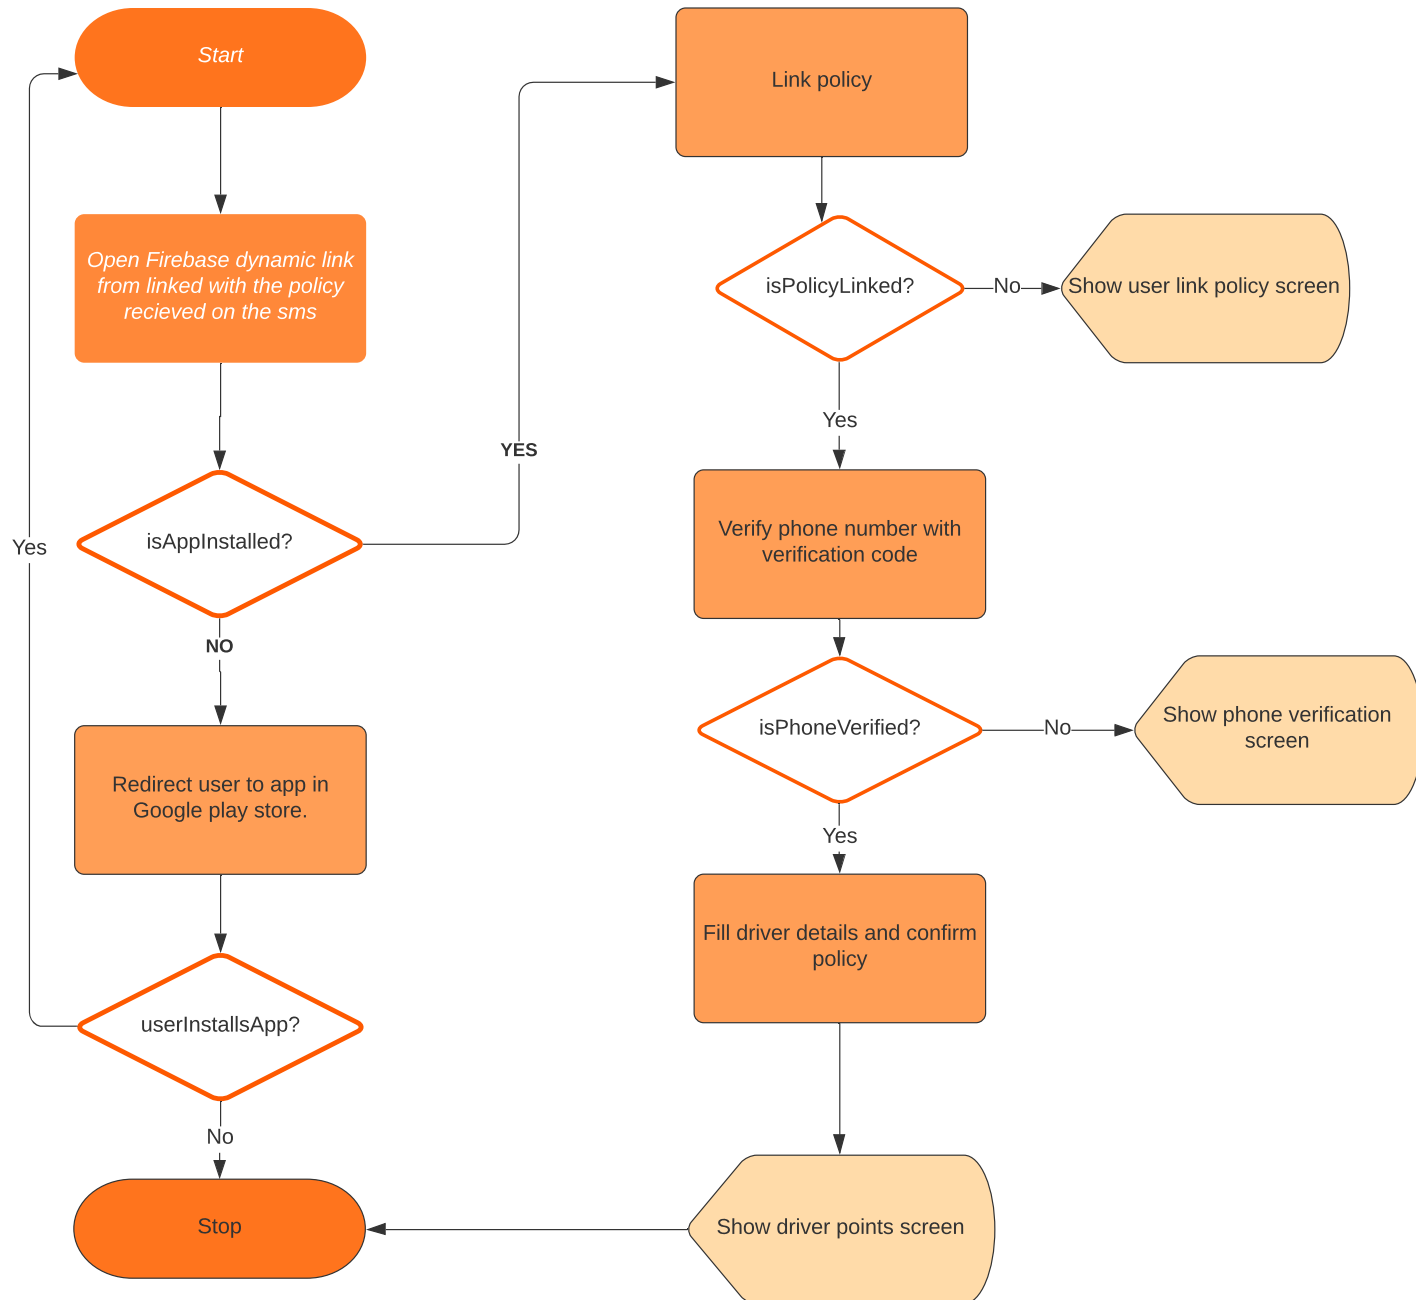 Start
Open Firebase dynamic link
from linked with the policy
recieved on the sms
isAppInstalled?
YES
NO
Redirect user to app in
Google play store.
userInstallsApp?
Yes
No
Stop
Link policy
isPolicyLinked?
No
Show user link policy screen
Yes
Verify phone number with
verification code
isPhoneVerified?
No
Show phone verification
screen
Yes
Fill driver details and confirm
policy
Show driver points screen